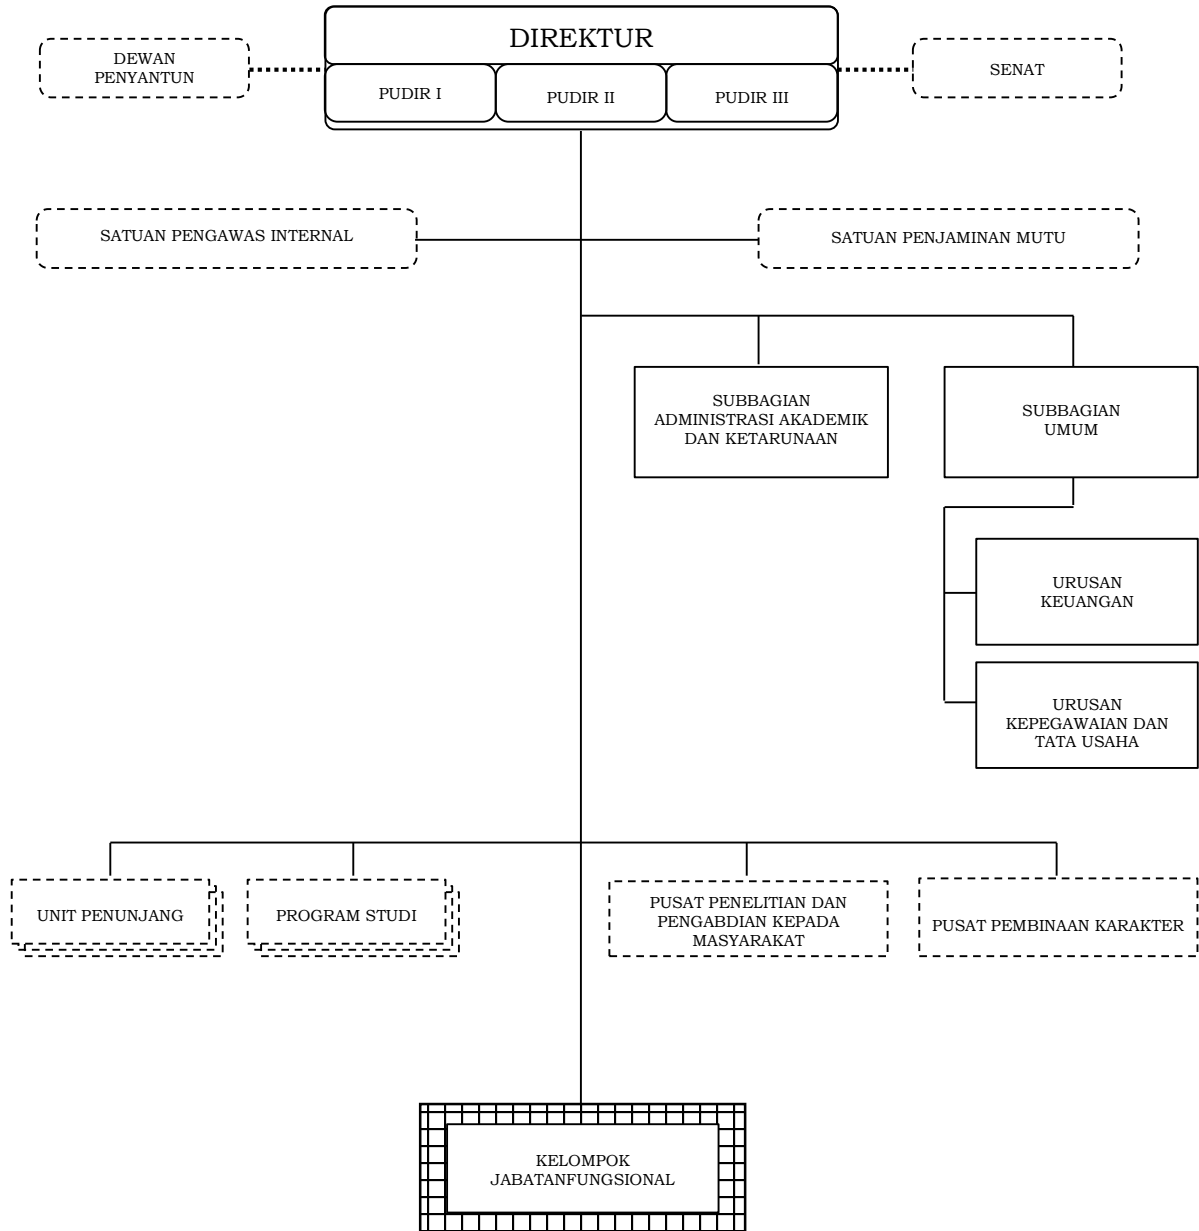 DIREKTUR
DEWAN
PENYANTUN
SENAT
PUDIR I
PUDIR II
PUDIR III
SATUAN PENGAWAS INTERNAL
SATUAN PENJAMINAN MUTU
SUBBAGIAN
ADMINISTRASI AKADEMIK
DAN KETARUNAAN
SUBBAGIAN
UMUM
URUSAN
KEUANGAN
URUSAN
KEPEGAWAIAN DAN
TATA USAHA
UNIT PENUNJANG
PROGRAM STUDI
PUSAT PENELITIAN DAN
PENGABDIAN KEPADA
MASYARAKAT
PUSAT PEMBINAAN KARAKTER
KELOMPOK
JABATANFUNGSIONAL